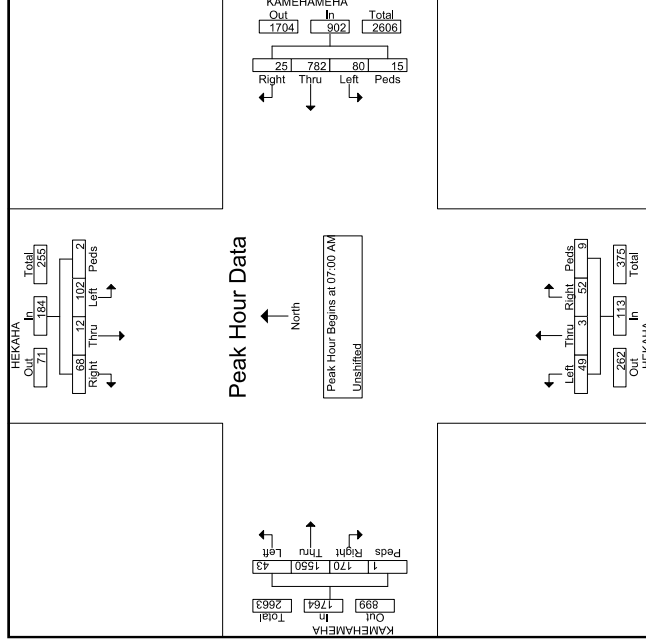 KAMEHAMEHA
Out In Total
1704 902 2606
25 782 80 15
Right Thru Left Peds
HEKAHA
Out In Total
71 184 255
68 12 102 2
Right Thru Left Peds
Peak Hour Data
North
Peak Hour Begins at 07:00 AM
Unshifted
Left Thru Right Peds
49 3 52 9
262 113 375
Out In Total
HEKAHA
Left Thru Right Peds
43 1550 170 1
2663 1764 899
Total In Out
KAMEHAMEHA